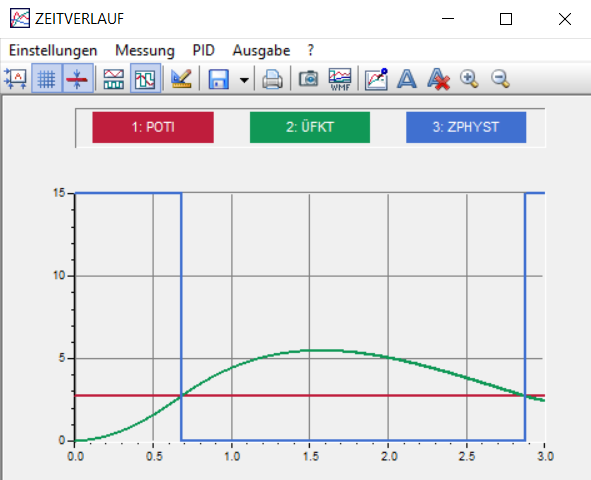 ZEITVERLAUF
Einstellungen Messung PID Ausgabe ?
A WMF A A
1: POTI 2: ÜFKT 3: ZPHYST
15
10
5
0
0.0 0.5 1.0 1.5 2.0 2.5 3.0